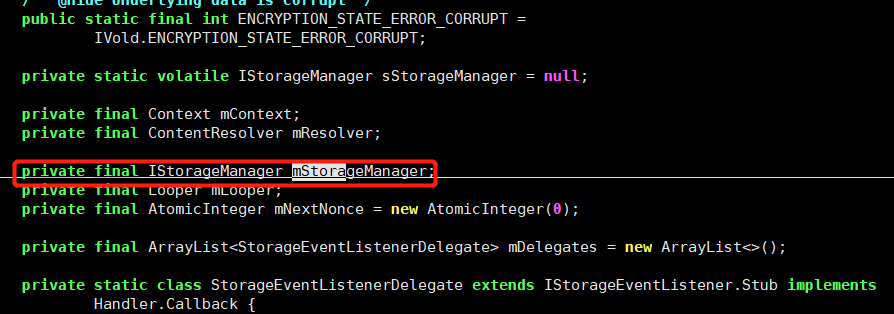 /** @hide Underlying data is corrupt */
public static final int ENCRYPTION_STATE_ERROR_CORRUPT =
IVold.ENCRYPTION_STATE_ERROR_CORRUPT;
private static volatile IStorageManager sStorageManager = null;
private final Context mContext;
private final ContentResolver mResolver;
private final IStorageManager mStorageManager;
private final Looper mLooper;
private final AtomicInteger mNextNonce = new AtomicInteger(0);
private final ArrayList<StorageEventListenerDelegate> mDelegates = new ArrayList<>();
private static class StorageEventListenerDelegate extends IStorageEventListener.Stub implements
Handler.Callback {